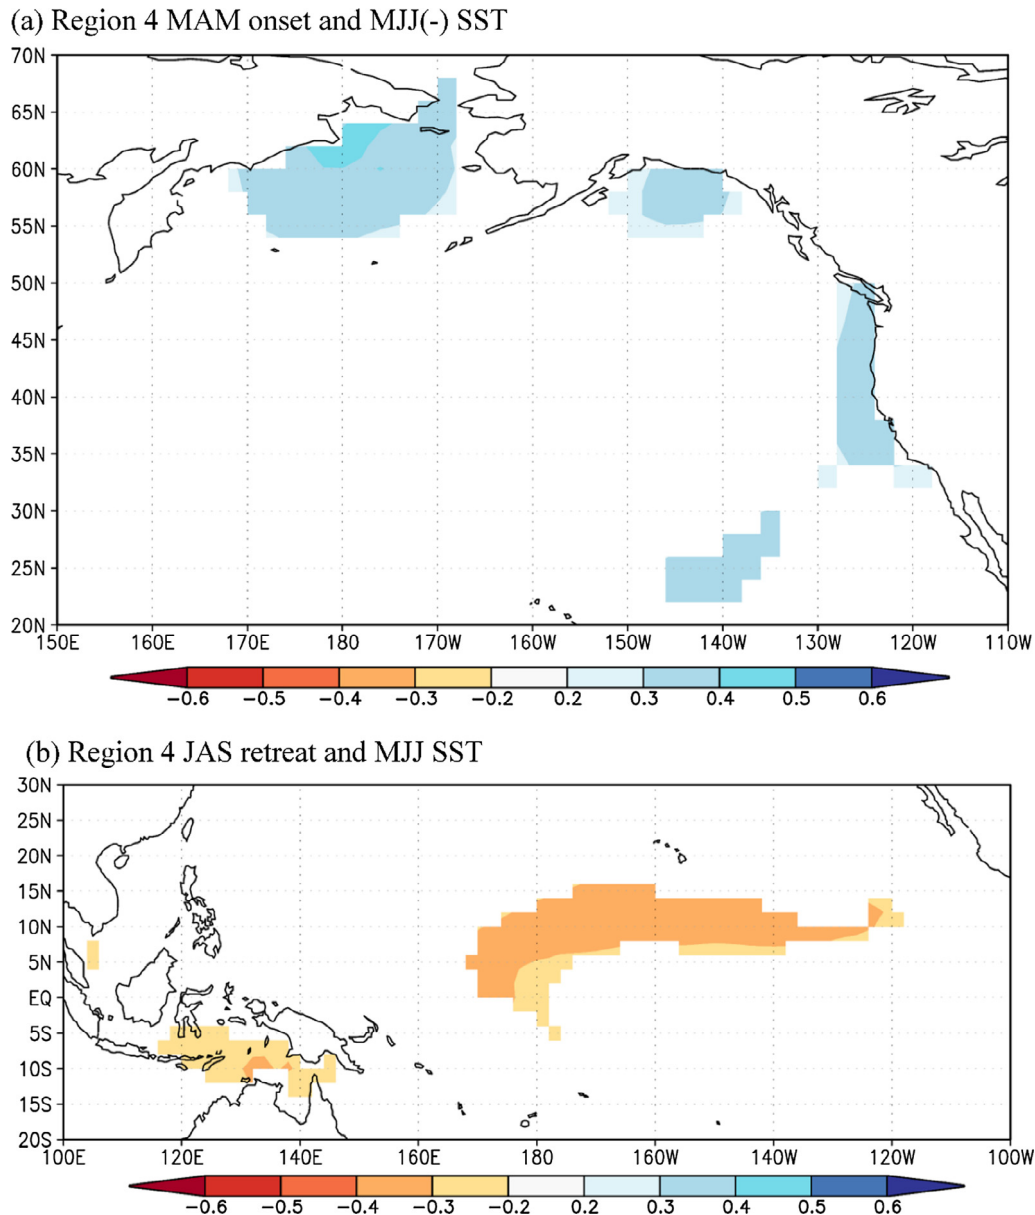 (a) Region 4 MAM onset and MJJ(-) SST
70N
65N
60N
55N
50N
45N
40N
35N
30N
25N
20N
150E 160E 170E 180 170W 160W 150W 140W 130W 120W 110W
−0.6 −0.5 −0.4 −0.3 −0.2 0.2 0.3 0.4 0.5 0.6
(b) Region 4 JAS retreat and MJJ SST
30N
25N
20N
15N
10N
5N
EQ
5S
10S
15S
20S
100E 120E 140E 160E 180 160W 140W 120W 100W
−0.6 −0.5 −0.4 −0.3 −0.2 0.2 0.3 0.4 0.5 0.6